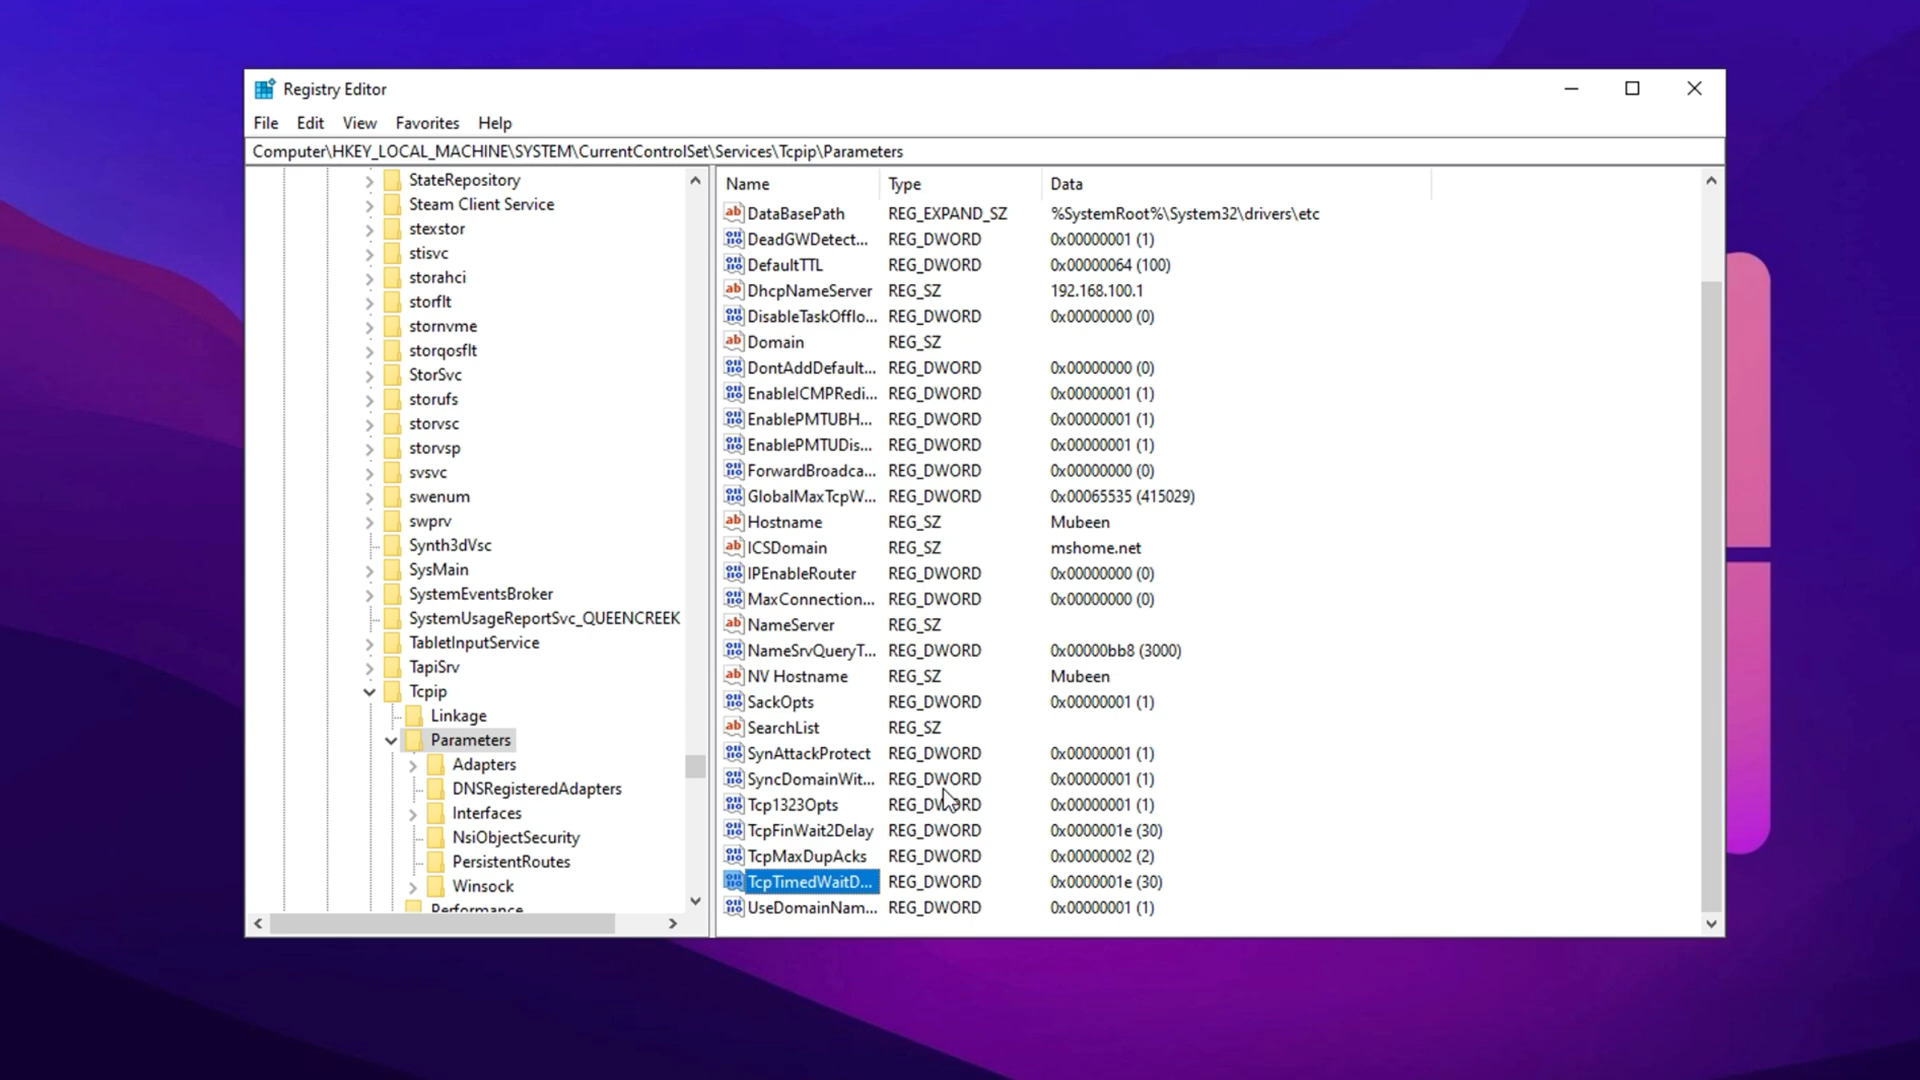 Registry Editor
File Edit View Favorites Help
Computer\HKEY_LOCAL_MACHINE\SYSTEM\CurrentControlSet\Services\Tcpip\Parameters
StateRepository
Steam Client Service
stexstor
stisvc
storahci
storflt
stornvme
storqosflt
StorSvc
storufs
storvsc
storvsp
svsvc
swenum
swprv
Synth3dVsc
SysMain
SystemEventsBroker
SystemUsageReportSvc_QUEENCREEK
TabletInputService
TapiSrv
Tcpip
Linkage
Parameters
Adapters
DNSRegisteredAdapters
Interfaces
NsiObjectSecurity
PersistentRoutes
Winsock
Performance
Name Type Data
DataBasePath REG_EXPAND_SZ %SystemRoot%\System32\drivers\etc
DeadGWDetect... REG_DWORD 0x00000001 (1)
DefaultTTL REG_DWORD 0x00000064 (100)
DhcpNameServer REG_SZ 192.168.100.1
DisableTaskOfflo... REG_DWORD 0x00000000 (0)
Domain REG_SZ
DontAddDefault... REG_DWORD 0x00000000 (0)
EnableICMPRedi... REG_DWORD 0x00000001 (1)
EnablePMTUBH... REG_DWORD 0x00000001 (1)
EnablePMTUDis... REG_DWORD 0x00000001 (1)
ForwardBroadca... REG_DWORD 0x00000000 (0)
GlobalMaxTcpW... REG_DWORD 0x00065535 (415029)
Hostname REG_SZ Mubeen
ICSDomain REG_SZ mshome.net
IPEnableRouter REG_DWORD 0x00000000 (0)
MaxConnection... REG_DWORD 0x00000000 (0)
NameServer REG_SZ
NameSrvQueryT... REG_DWORD 0x00000bb8 (3000)
NV Hostname REG_SZ Mubeen
SackOpts REG_DWORD 0x00000001 (1)
SearchList REG_SZ
SynAttackProtect REG_DWORD 0x00000001 (1)
SyncDomainWit... REG_DWORD 0x00000001 (1)
Tcp1323Opts REG_DWORD 0x00000001 (1)
TcpFinWait2Delay REG_DWORD 0x0000001e (30)
TcpMaxDupAcks REG_DWORD 0x00000002 (2)
TcpTimedWaitD... REG_DWORD 0x0000001e (30)
UseDomainNam... REG_DWORD 0x00000001 (1)